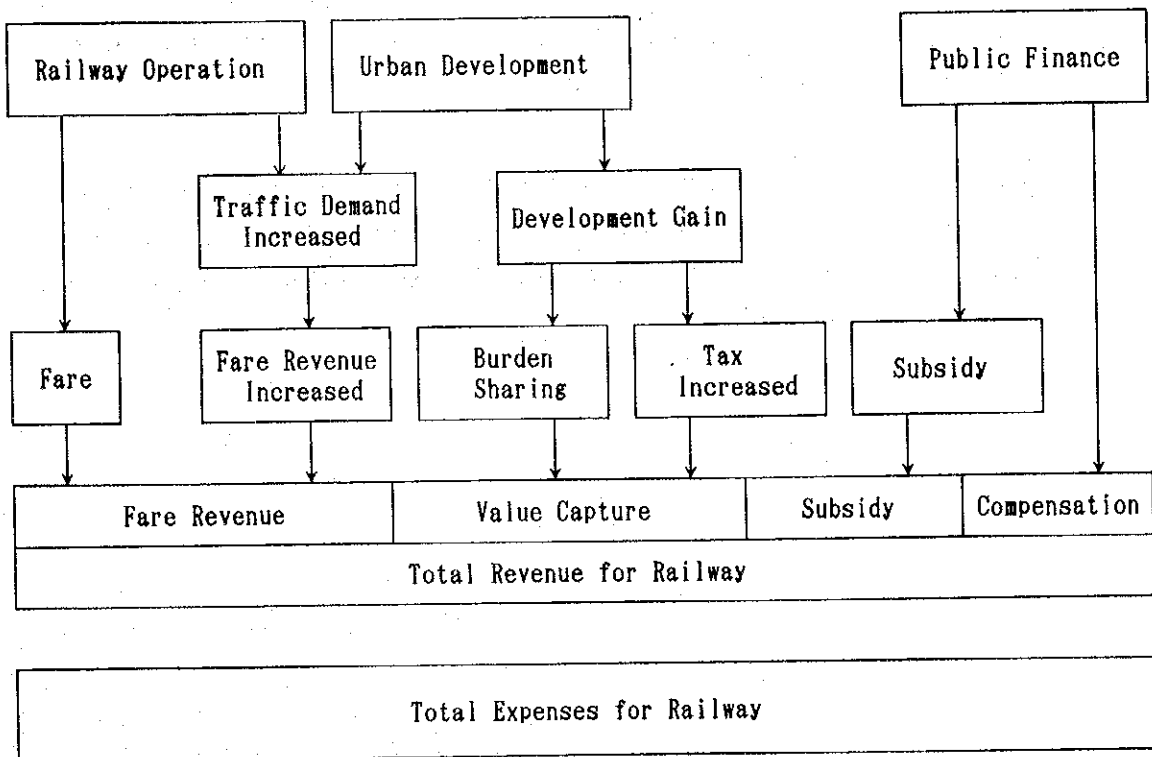 Railway Operation
Urban Development
Public Finance
Traffic Demand
Increased
Development Gain
Fare
Fare Revenue
Increased
Burden
Sharing
Tax
Increased
Subsidy
Fare Revenue
Value Capture
Subsidy
Compensation
Total Revenue for Railway
Total Expenses for Railway